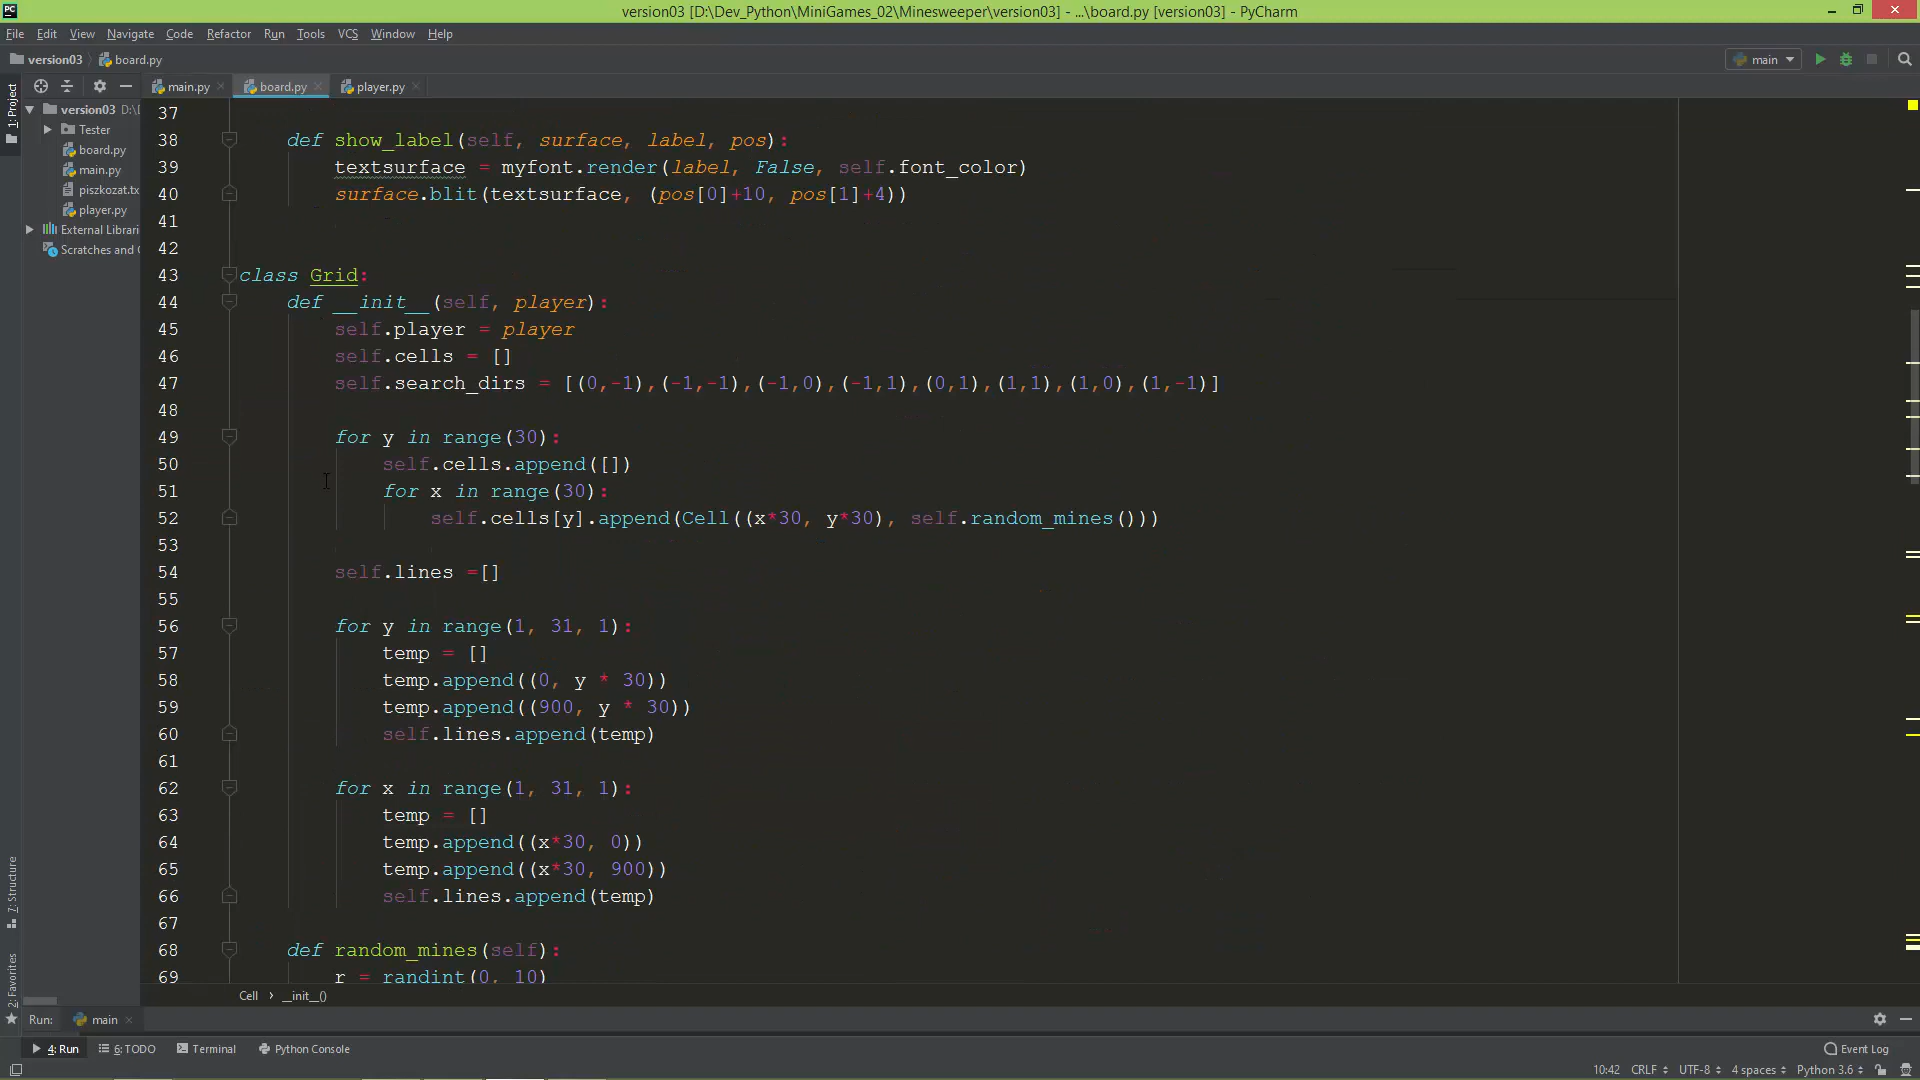 version03 [D:\Dev_Python\MiniGames_02\Minesweeper\version03] - ...\board.py [version03] - PyCharm
File Edit View Navigate Code Refactor Run Tools VCS Window Help
version03 board.py main
main.py board.py player.py
1: Project
version03 D:\
Tester
board.py
main.py
piszkozat.tx
player.py
External Librari
Scratches and
37
38 def show_label(self, surface, label, pos):
39 textsurface = myfont.render(label, False, self.font_color)
40 surface.blit(textsurface, (pos[0]+10, pos[1]+4))
41
42
43 class Grid:
44 def __init__(self, player):
45 self.player = player
46 self.cells = []
47 self.search_dirs = [(0,-1),(-1,-1),(-1,0),(-1,1),(0,1),(1,1),(1,0),(1,-1)]
48
49 for y in range(30):
50 self.cells.append([])
51 for x in range(30):
52 self.cells[y].append(Cell((x*30, y*30), self.random_mines()))
53
54 self.lines =[]
55
56 for y in range(1, 31, 1):
57 temp = []
58 temp.append((0, y * 30))
59 temp.append((900, y * 30))
60 self.lines.append(temp)
61
62 for x in range(1, 31, 1):
63 temp = []
64 temp.append((x*30, 0))
65 temp.append((x*30, 900))
66 self.lines.append(temp)
67
68 def random_mines(self):
69 r = randint(0, 10)
7: Structure
2: Favorites
Cell › __init__()
Run: main
4: Run 6: TODO Terminal Python Console Event Log
10:42 CRLF UTF-8 4 spaces Python 3.6